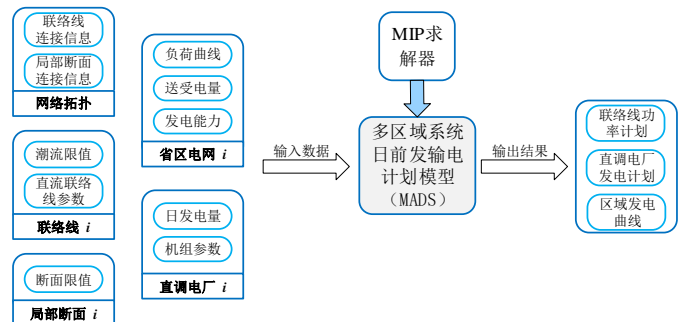 联络线
连接信息
局部断面
连接信息
网络拓扑
潮流限值
直流联络
线参数
联络线 i
断面限值
局部断面 i
负荷曲线
送受电量
发电能力
省区电网 i
日发电量
机组参数
直调电厂 i
输入数据
MIP求
解器
多区域系统
日前发输电
计划模型
（MADS）
输出结果
联络线功
率计划
直调电厂
发电计划
区域发电
曲线